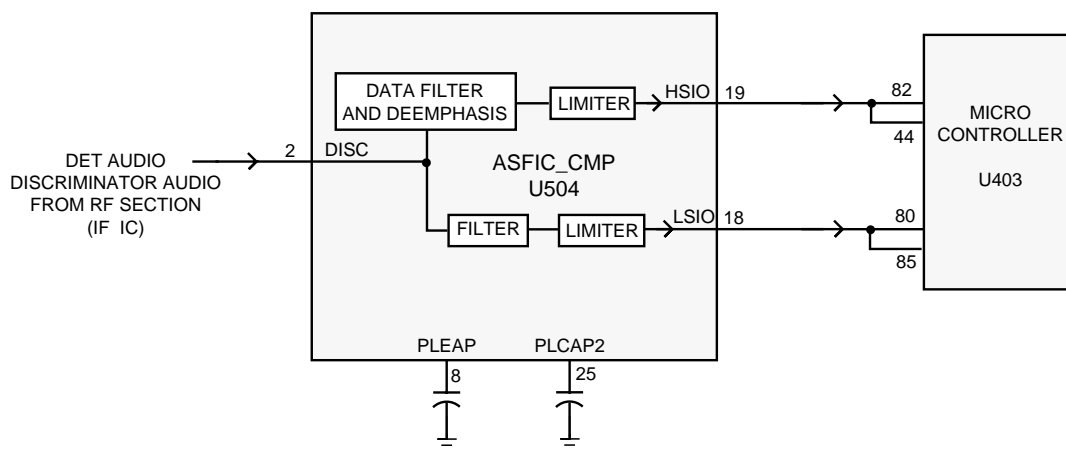 DATA FILTER
AND DEEMPHASIS
LIMITER
HSIO
19
82
44
MICRO
CONTROLLER
U403
2
DISC
DET AUDIO
DISCRIMINATOR AUDIO
FROM RF SECTION
(IF IC)
ASFIC_CMP
U504
FILTER
LIMITER
LSIO
18
80
85
PLEAP
PLCAP2
8
25